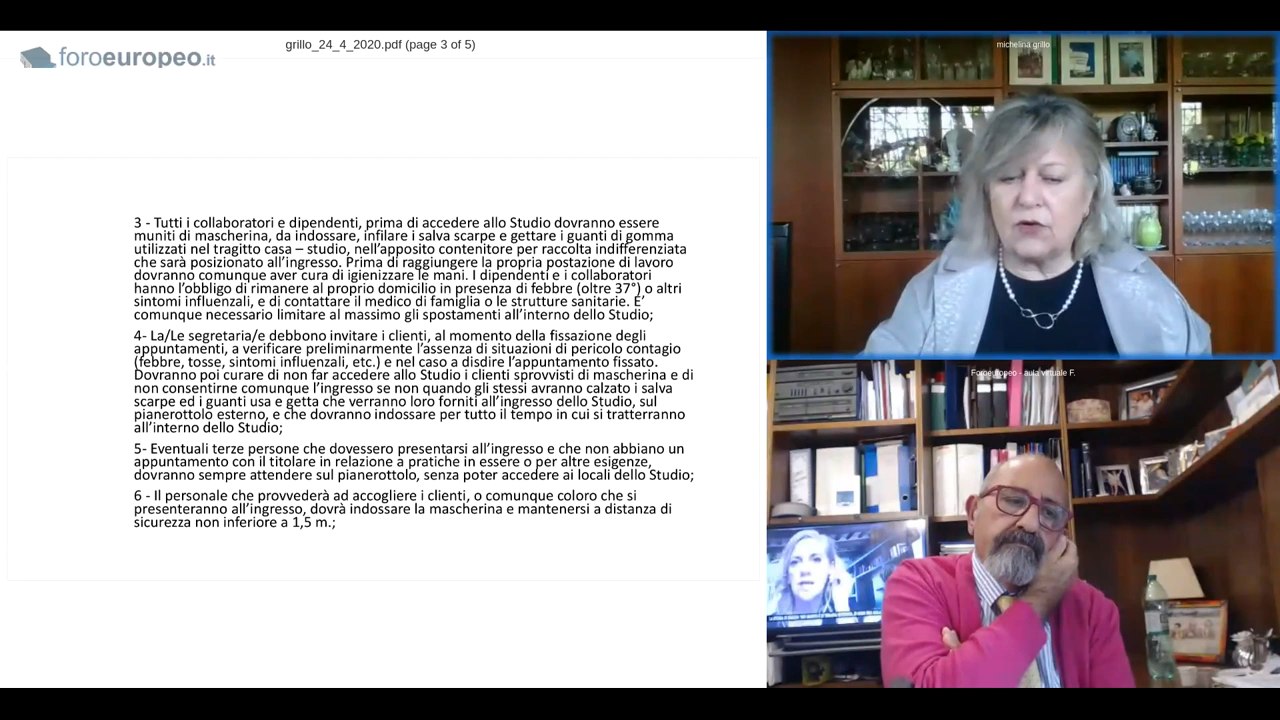 foroeuropeo.it
grillo_24_4_2020.pdf (page 3 of 5)
3 - Tutti i collaboratori e dipendenti, prima di accedere allo Studio dovranno essere
muniti di mascherina, da indossare, infilare i salva scarpe e gettare i guanti di gomma
utilizzati nel tragitto casa – studio, nell'apposito contenitore per raccolta indifferenziata
che sarà posizionato all'ingresso. Prima di raggiungere la propria postazione di lavoro
dovranno comunque aver cura di igienizzare le mani. I dipendenti e i collaboratori
hanno l'obbligo di rimanere al proprio domicilio in presenza di febbre (oltre 37°) o altri
sintomi influenzali, e di contattare il medico di famiglia o le strutture sanitarie. E'
comunque necessario limitare al massimo gli spostamenti all'interno dello Studio;
4- La/Le segretaria/e debbono invitare i clienti, al momento della fissazione degli
appuntamenti, a verificare preliminarmente l'assenza di situazioni di pericolo contagio
(febbre, tosse, sintomi influenzali, etc.) e nel caso a disdire l'appuntamento fissato.
Dovranno poi curare di non far accedere allo Studio i clienti sprovvisti di mascherina e di
non consentirne comunque l'ingresso se non quando gli stessi avranno calzato i salva
scarpe ed i guanti usa e getta che verranno loro forniti all'ingresso dello Studio, sul
pianerottolo esterno, e che dovranno indossare per tutto il tempo in cui si tratterranno
all'interno dello Studio;
5- Eventuali terze persone che dovessero presentarsi all'ingresso e che non abbiano un
appuntamento con il titolare in relazione a pratiche in essere o per altre esigenze,
dovranno sempre attendere sul pianerottolo, senza poter accedere ai locali dello Studio;
6 - Il personale che provvederà ad accogliere i clienti, o comunque coloro che si
presenteranno all'ingresso, dovrà indossare la mascherina e mantenersi a distanza di
sicurezza non inferiore a 1,5 m.;
michelina grillo
Foroeuropeo - aula virtuale F.